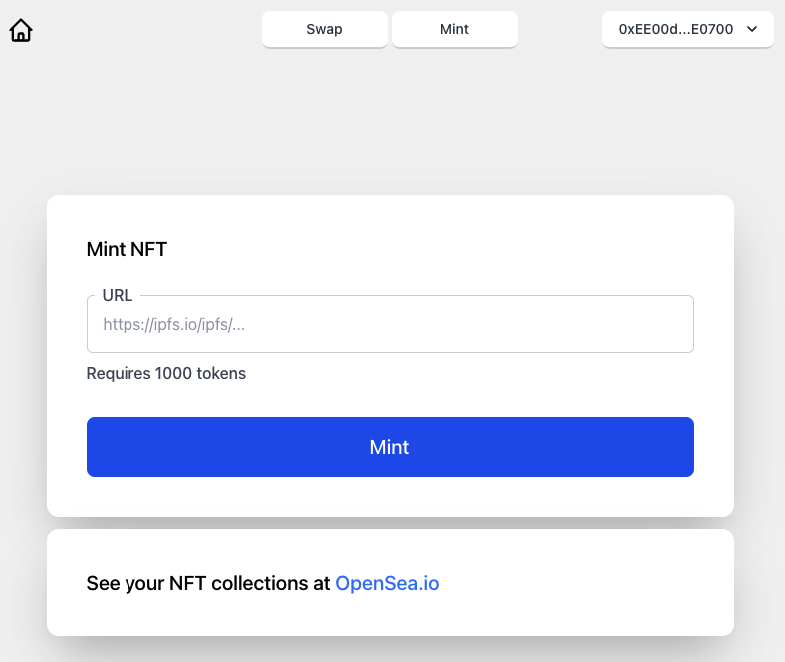 Swap
Mint
0xEE00d...E0700
Mint NFT
URL
https://ipfs.io/ipfs/...
Requires 1000 tokens
Mint
See your NFT collections at OpenSea.io